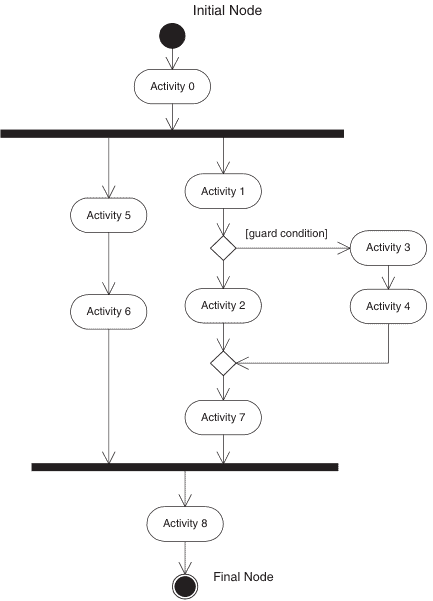 Initial Node
Activity 0
Activity 1
Activity 5
[guard condition]
Activity 3
Activity 6
Activity 2
Activity 4
Activity 7
Activity 8
Final Node